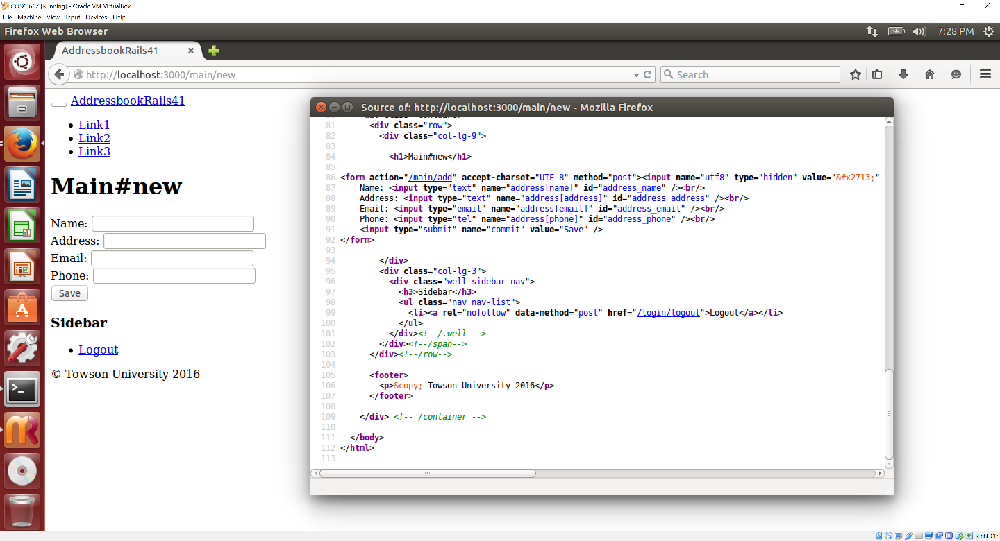 COSC 617 [Running] - Oracle VM VirtualBox
File Machine View Input Devices Help
Firefox Web Browser
7:28 PM
AddressbookRails41
http://localhost:3000/main/new
Search
AddressbookRails41
Link1
Link2
Link3
Main#new
Name:
Address:
Email:
Phone:
Save
Sidebar
Logout
© Towson University 2016
Source of: http://localhost:3000/main/new - Mozilla Firefox
81 <div class="row">
82 <div class="col-lg-9">
83
84 <h1>Main#new</h1>
85
86 <form action="/main/add" accept-charset="UTF-8" method="post"><input name="utf8" type="hidden" value="&#x2713;"
87 Name: <input type="text" name="address[name]" id="address_name" /><br/>
88 Address: <input type="text" name="address[address]" id="address_address" /><br/>
89 Email: <input type="email" name="address[email]" id="address_email" /><br/>
90 Phone: <input type="tel" name="address[phone]" id="address_phone" /><br/>
91 <input type="submit" name="commit" value="Save" />
92 </form>
93
94 </div>
95 <div class="col-lg-3">
96 <div class="well sidebar-nav">
97 <h3>Sidebar</h3>
98 <ul class="nav nav-list">
99 <li><a rel="nofollow" data-method="post" href="/login/logout">Logout</a></li>
100 </ul>
101 </div><!--/.well -->
102 </div><!--/span-->
103 </div><!--/row-->
104
105 <footer>
106 <p>&copy; Towson University 2016</p>
107 </footer>
108
109 </div> <!-- /container -->
110
111 </body>
112 </html>
113
Right Ctrl